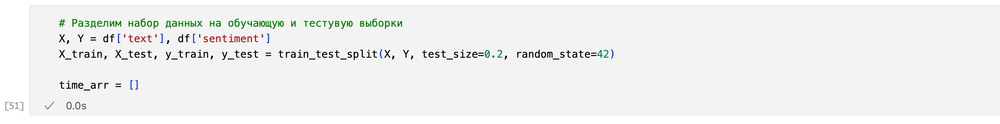 # Разделим набор данных на обучающую и тестувую выборки
X, Y = df['text'], df['sentiment']
X_train, X_test, y_train, y_test = train_test_split(X, Y, test_size=0.2, random_state=42)
time_arr = []
[51] ✓ 0.0s